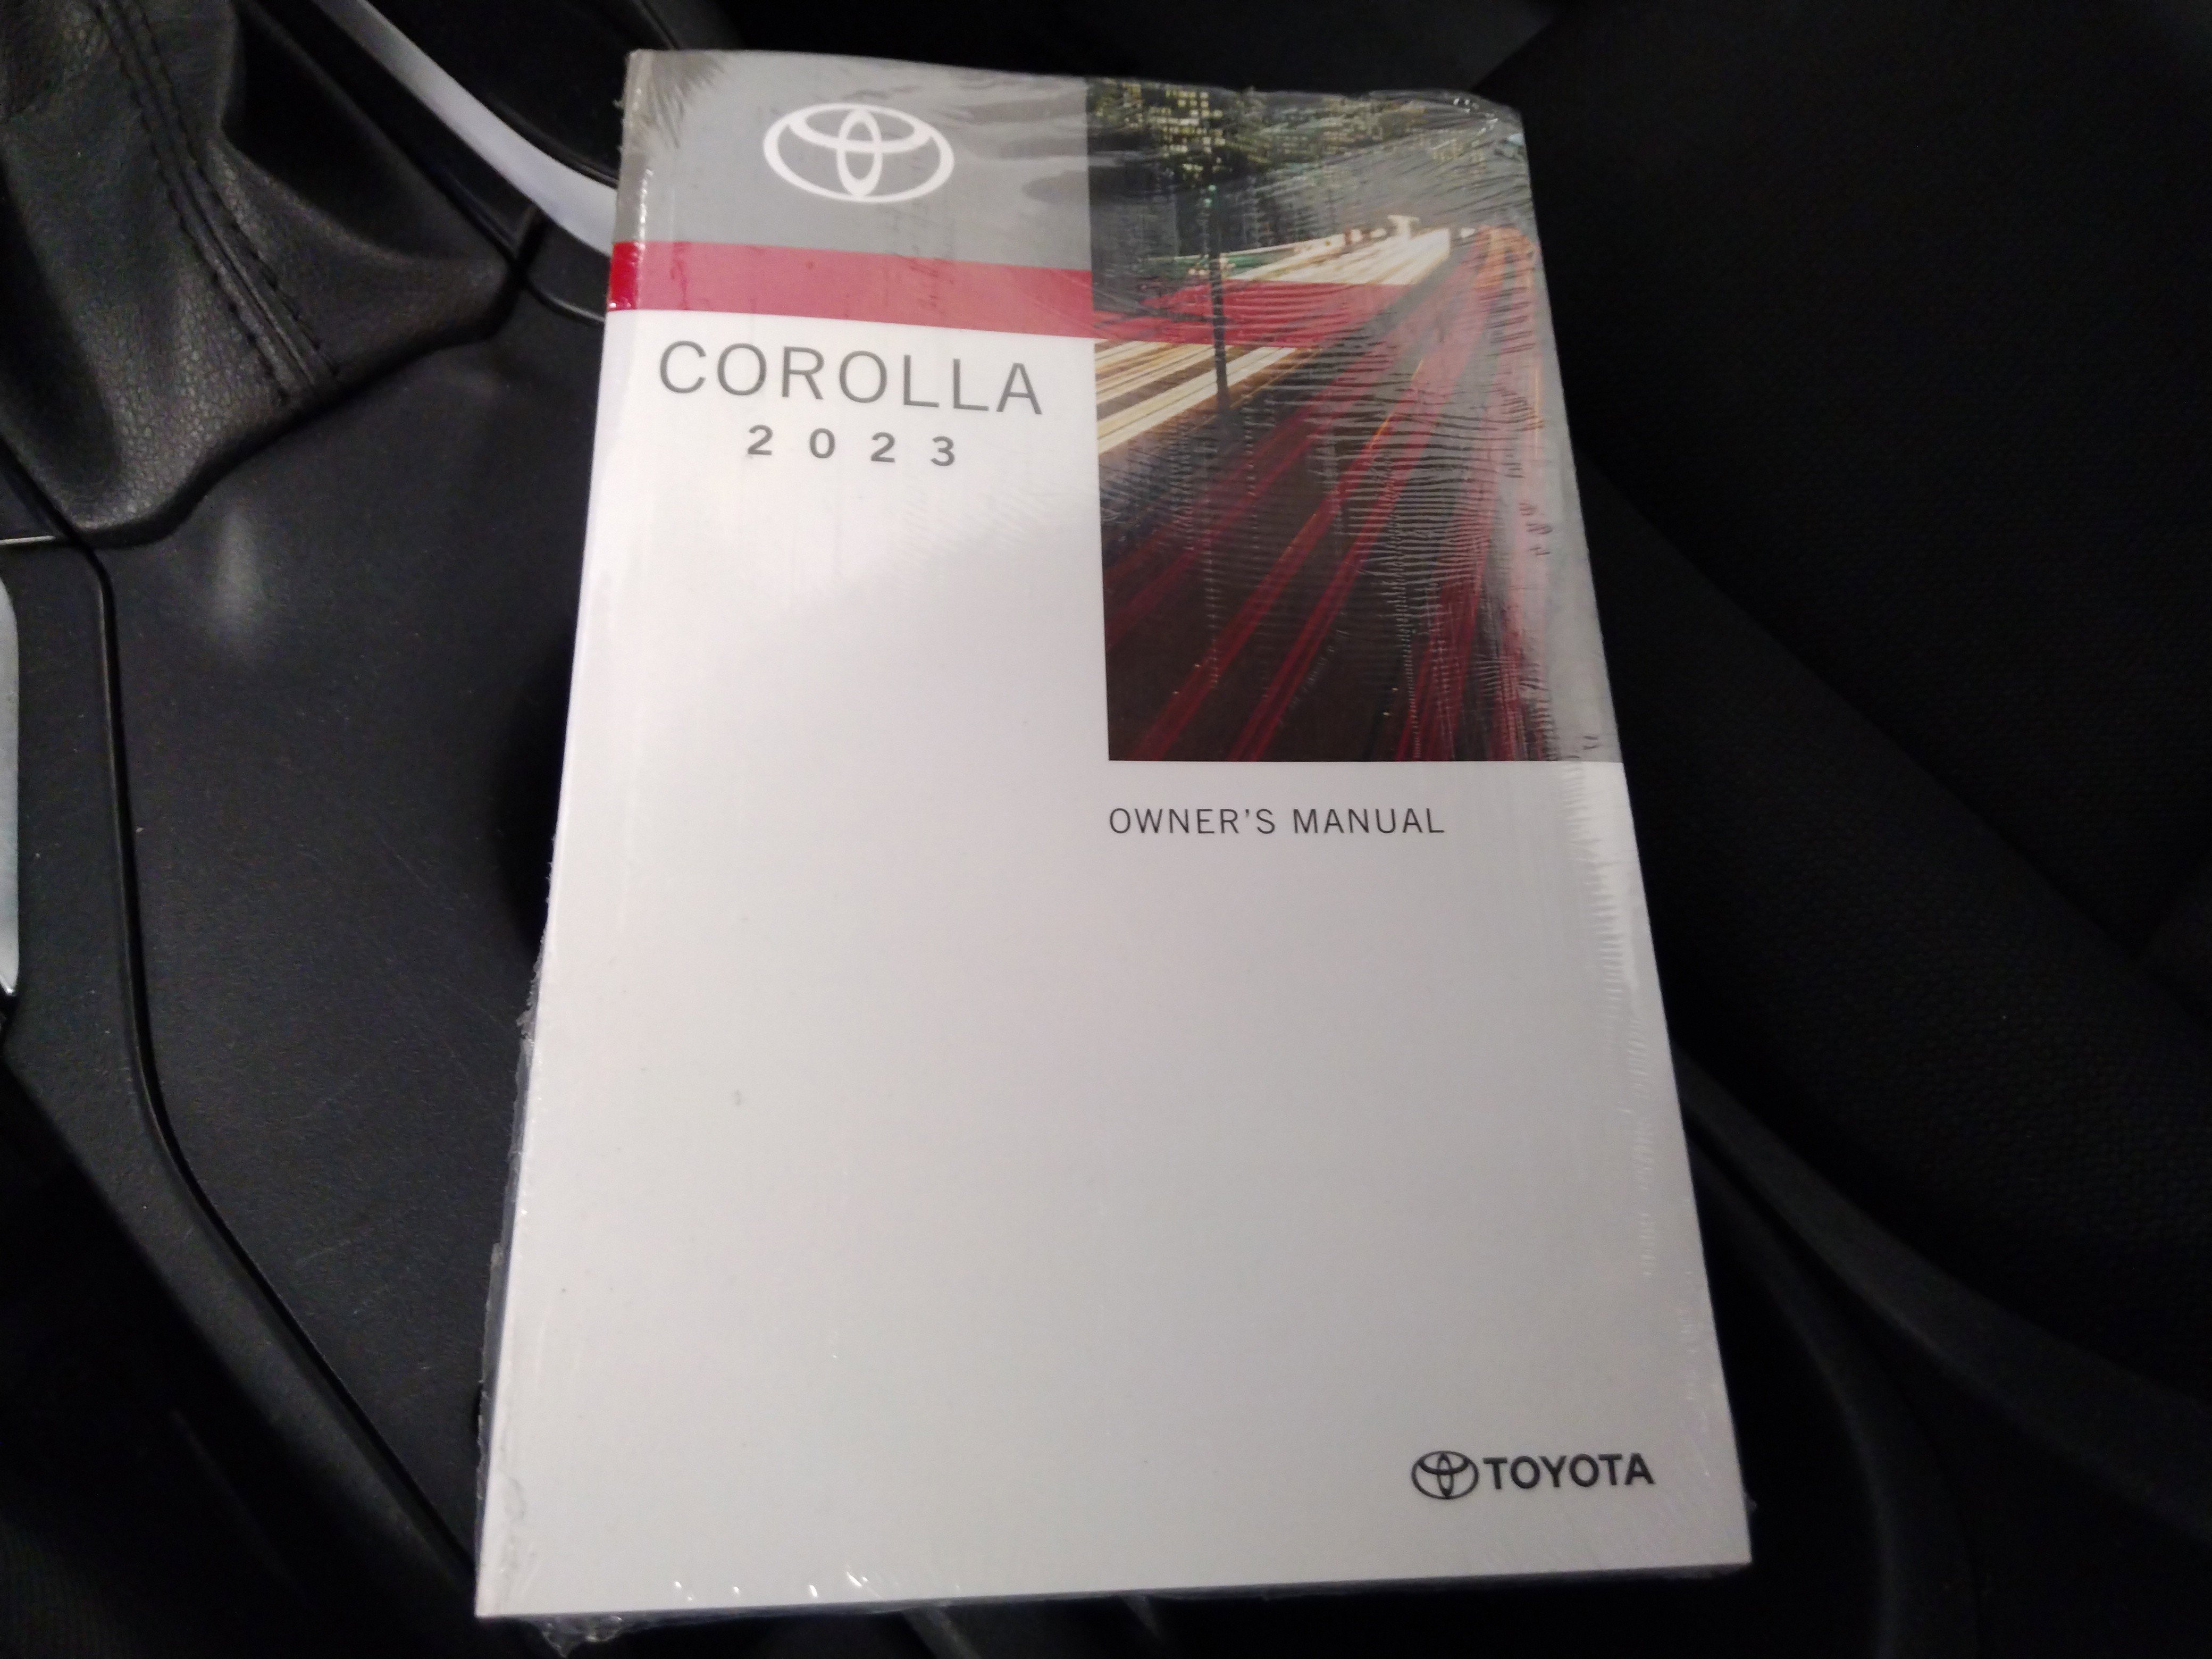 COROLLA
2023
OWNER'S MANUAL
TOYOTA